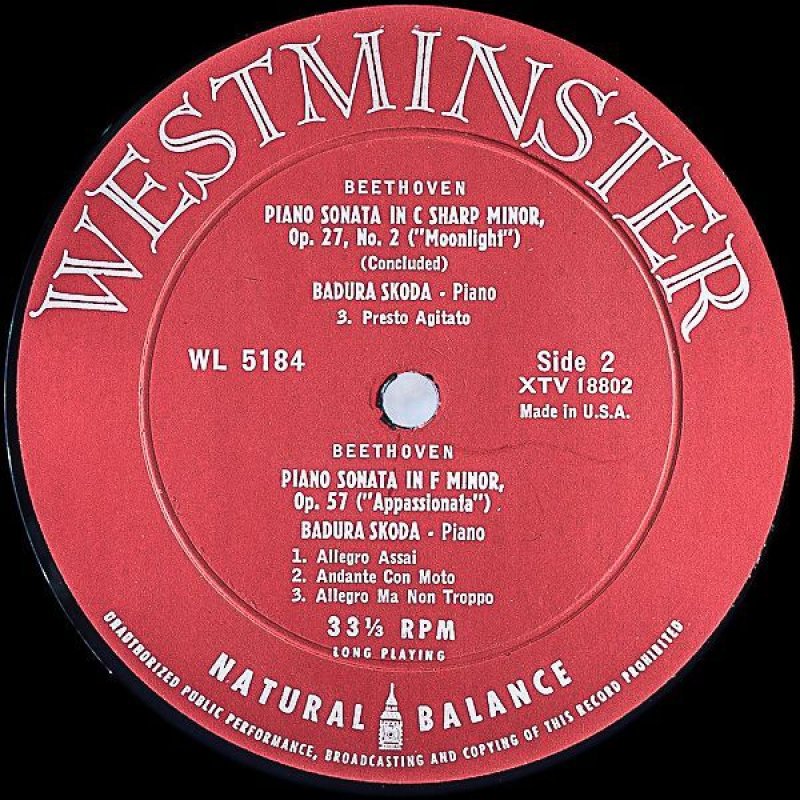 WESTMINSTER
BEETHOVEN
PIANO SONATA IN C SHARP MINOR,
Op. 27, No. 2 ("Moonlight")
(Concluded)
BADURA SKODA - Piano
3. Presto Agitato
WL 5184
Side 2
XTV 18802
Made in U.S.A.
BEETHOVEN
PIANO SONATA IN F MINOR,
Op. 57 ("Appassionata")
BADURA SKODA - Piano
1. Allegro Assai
2. Andante Con Moto
3. Allegro Ma Non Troppo
33⅓ RPM
LONG PLAYING
NATURAL BALANCE
UNAUTHORIZED PUBLIC PERFORMANCE, BROADCASTING AND COPYING OF THIS RECORD PROHIBITED